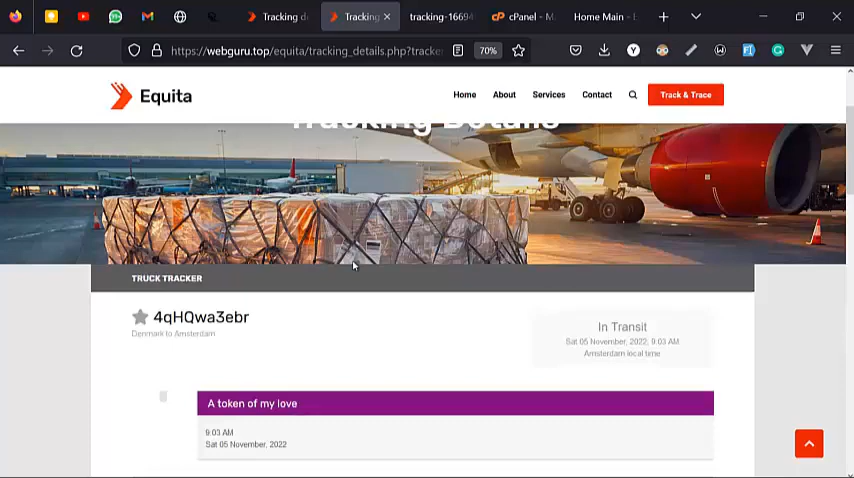 Tracking d
Tracking
tracking-16694
cPanel - M
Home Main - E
https://webguru.top/equita/tracking_details.php?tracker
70%
Equita
Home
About
Services
Contact
Track & Trace
Tracking Details
TRUCK TRACKER
4qHQwa3ebr
Denmark to Amsterdam
In Transit
Sat 05 November, 2022, 9.03 AM
Amsterdam local time
A token of my love
9:03 AM
Sat 05 November, 2022